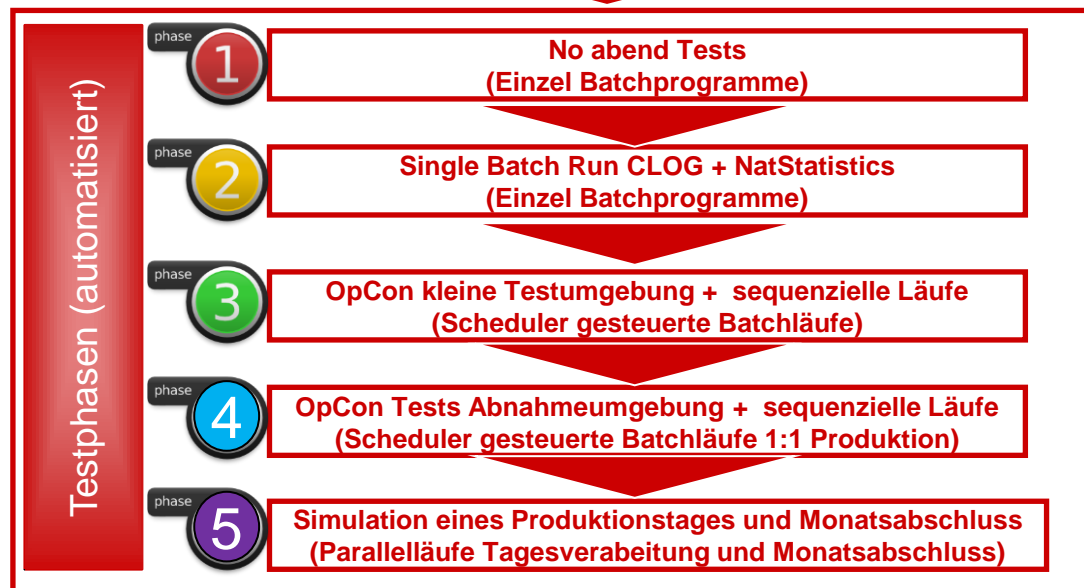 Testphasen (automatisiert)
phase
1
No abend Tests
(Einzel Batchprogramme)
phase
2
Single Batch Run CLOG + NatStatistics
(Einzel Batchprogramme)
phase
3
OpCon kleine Testumgebung + sequenzielle Läufe
(Scheduler gesteuerte Batchläufe)
phase
4
OpCon Tests Abnahmeumgebung + sequenzielle Läufe
(Scheduler gesteuerte Batchläufe 1:1 Produktion)
phase
5
Simulation eines Produktionstages und Monatsabschluss
(Parallelläufe Tagesverabeitung und Monatsabschluss)